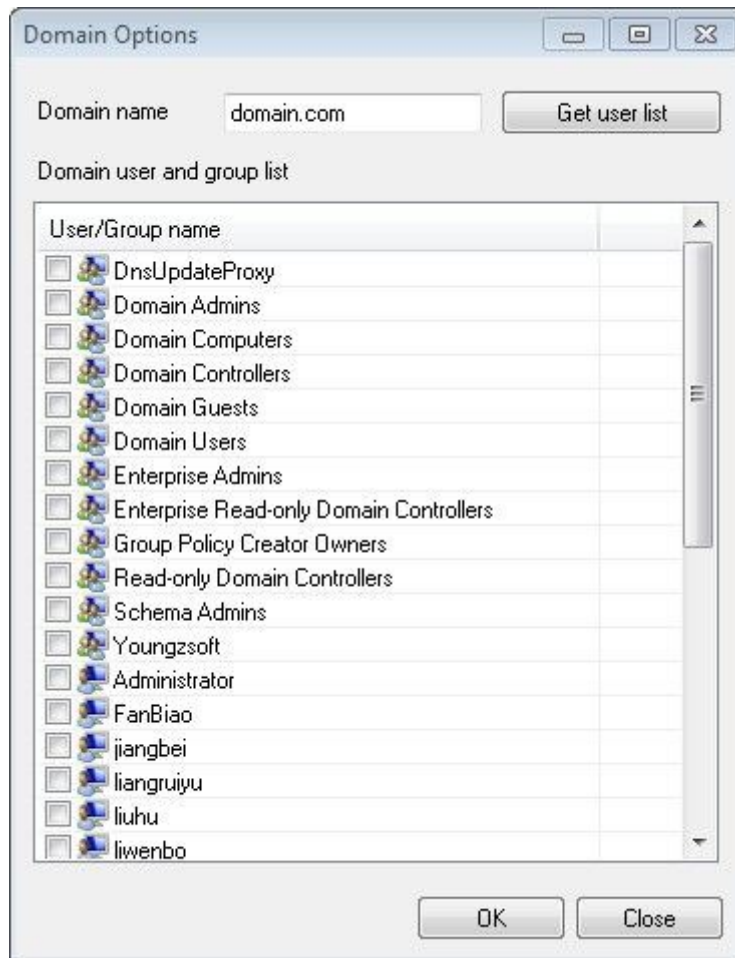 Domain Options
Domain name domain.com Get user list
Domain user and group list
User/Group name
DnsUpdateProxy
Domain Admins
Domain Computers
Domain Controllers
Domain Guests
Domain Users
Enterprise Admins
Enterprise Read-only Domain Controllers
Group Policy Creator Owners
Read-only Domain Controllers
Schema Admins
Youngzsoft
Administrator
FanBiao
jiangbei
liangruiyu
liuhu
liwenbo
OK Close